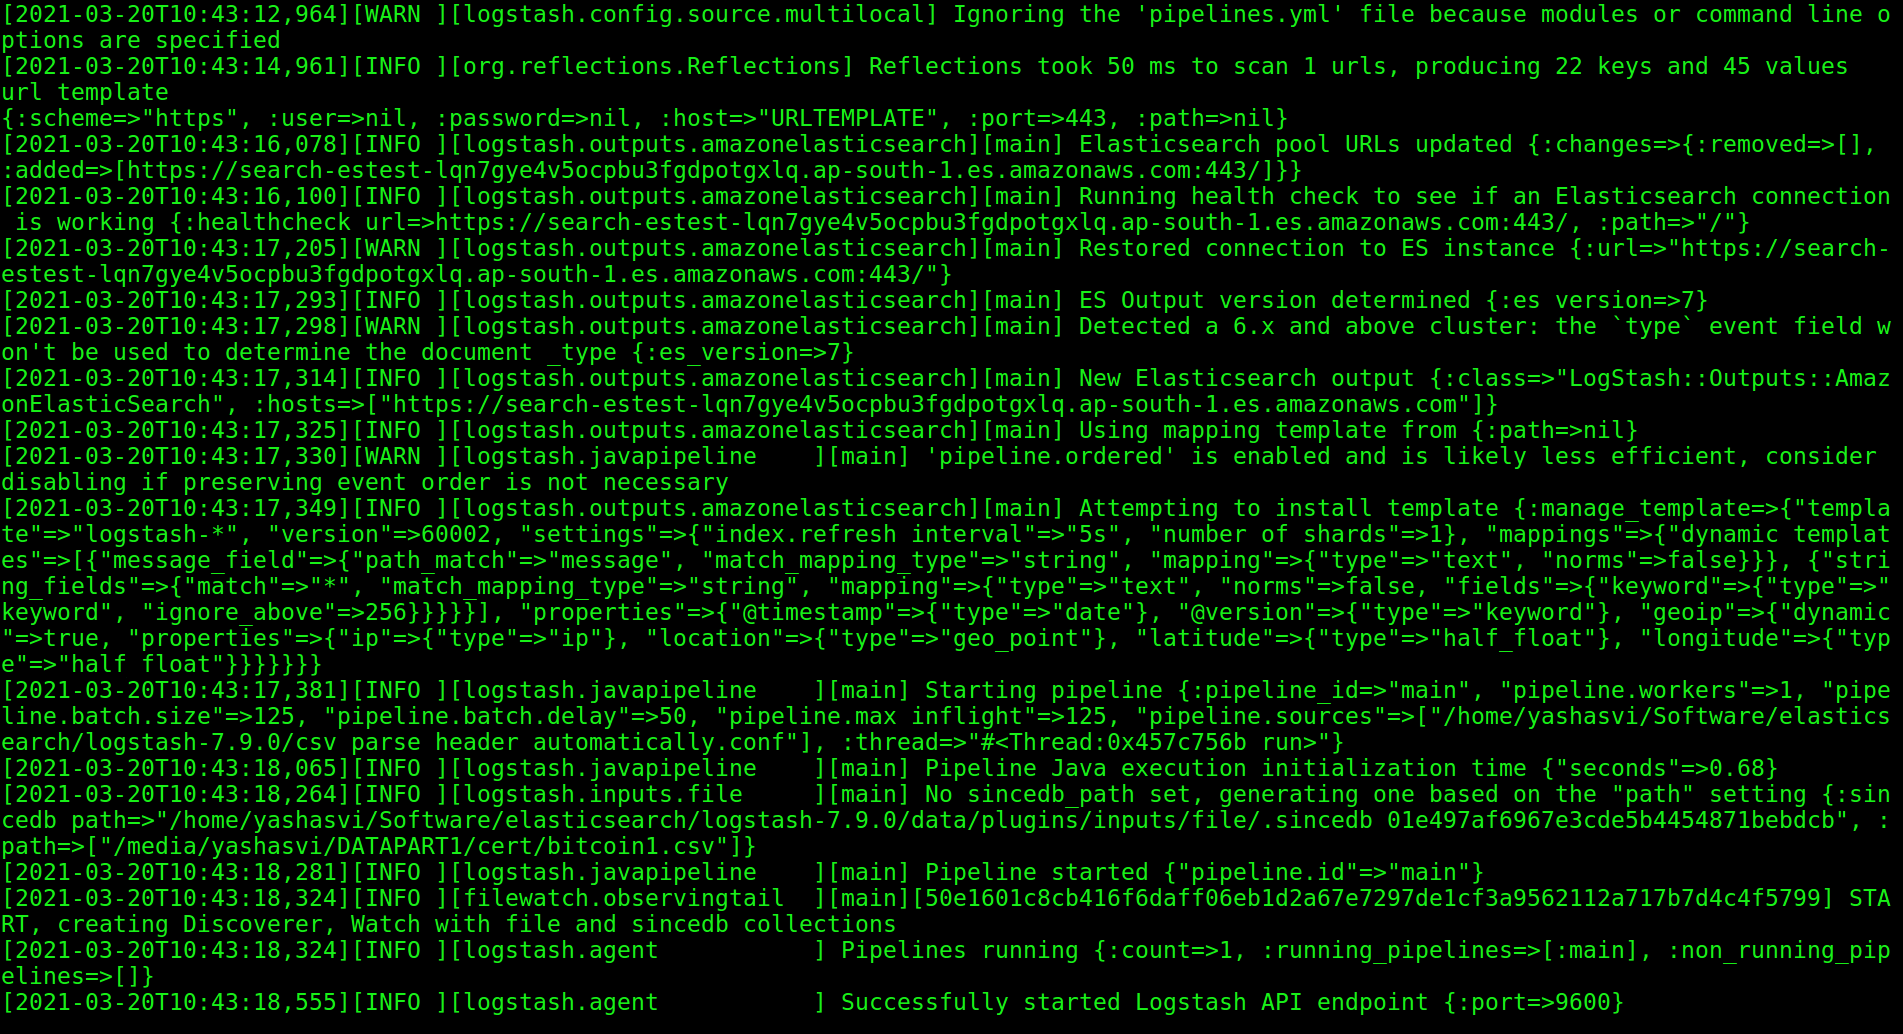 [2021-03-20T10:43:12,964][WARN ][logstash.config.source.multilocal] Ignoring the 'pipelines.yml' file because modules or command line o
ptions are specified
[2021-03-20T10:43:14,961][INFO ][org.reflections.Reflections] Reflections took 50 ms to scan 1 urls, producing 22 keys and 45 values
url template
{:scheme=>"https", :user=>nil, :password=>nil, :host=>"URLTEMPLATE", :port=>443, :path=>nil}
[2021-03-20T10:43:16,078][INFO ][logstash.outputs.amazonelasticsearch][main] Elasticsearch pool URLs updated {:changes=>{:removed=>[],
:added=>[https://search-estest-lqn7gye4v5ocpbu3fgdpotgxlq.ap-south-1.es.amazonaws.com:443/]}}
[2021-03-20T10:43:16,100][INFO ][logstash.outputs.amazonelasticsearch][main] Running health check to see if an Elasticsearch connection
 is working {:healthcheck url=>https://search-estest-lqn7gye4v5ocpbu3fgdpotgxlq.ap-south-1.es.amazonaws.com:443/, :path=>"/"}
[2021-03-20T10:43:17,205][WARN ][logstash.outputs.amazonelasticsearch][main] Restored connection to ES instance {:url=>"https://search-
estest-lqn7gye4v5ocpbu3fgdpotgxlq.ap-south-1.es.amazonaws.com:443/"}
[2021-03-20T10:43:17,293][INFO ][logstash.outputs.amazonelasticsearch][main] ES Output version determined {:es version=>7}
[2021-03-20T10:43:17,298][WARN ][logstash.outputs.amazonelasticsearch][main] Detected a 6.x and above cluster: the `type` event field w
on't be used to determine the document _type {:es_version=>7}
[2021-03-20T10:43:17,314][INFO ][logstash.outputs.amazonelasticsearch][main] New Elasticsearch output {:class=>"LogStash::Outputs::Amaz
onElasticSearch", :hosts=>["https://search-estest-lqn7gye4v5ocpbu3fgdpotgxlq.ap-south-1.es.amazonaws.com"]}
[2021-03-20T10:43:17,325][INFO ][logstash.outputs.amazonelasticsearch][main] Using mapping template from {:path=>nil}
[2021-03-20T10:43:17,330][WARN ][logstash.javapipeline    ][main] 'pipeline.ordered' is enabled and is likely less efficient, consider
disabling if preserving event order is not necessary
[2021-03-20T10:43:17,349][INFO ][logstash.outputs.amazonelasticsearch][main] Attempting to install template {:manage_template=>{"templa
te"=>"logstash-*", "version"=>60002, "settings"=>{"index.refresh interval"=>"5s", "number of shards"=>1}, "mappings"=>{"dynamic templat
es"=>[{"message_field"=>{"path_match"=>"message", "match_mapping_type"=>"string", "mapping"=>{"type"=>"text", "norms"=>false}}}, {"stri
ng_fields"=>{"match"=>"*", "match_mapping_type"=>"string", "mapping"=>{"type"=>"text", "norms"=>false, "fields"=>{"keyword"=>{"type"=>"
keyword", "ignore_above"=>256}}}}}], "properties"=>{"@timestamp"=>{"type"=>"date"}, "@version"=>{"type"=>"keyword"}, "geoip"=>{"dynamic
"=>true, "properties"=>{"ip"=>{"type"=>"ip"}, "location"=>{"type"=>"geo_point"}, "latitude"=>{"type"=>"half_float"}, "longitude"=>{"typ
e"=>"half float"}}}}}}}
[2021-03-20T10:43:17,381][INFO ][logstash.javapipeline    ][main] Starting pipeline {:pipeline_id=>"main", "pipeline.workers"=>1, "pipe
line.batch.size"=>125, "pipeline.batch.delay"=>50, "pipeline.max inflight"=>125, "pipeline.sources"=>["/home/yashasvi/Software/elastics
earch/logstash-7.9.0/csv parse header automatically.conf"], :thread=>"#<Thread:0x457c756b run>"}
[2021-03-20T10:43:18,065][INFO ][logstash.javapipeline    ][main] Pipeline Java execution initialization time {"seconds"=>0.68}
[2021-03-20T10:43:18,264][INFO ][logstash.inputs.file     ][main] No sincedb_path set, generating one based on the "path" setting {:sin
cedb path=>"/home/yashasvi/Software/elasticsearch/logstash-7.9.0/data/plugins/inputs/file/.sincedb 01e497af6967e3cde5b4454871bebdcb", :
path=>["/media/yashasvi/DATAPART1/cert/bitcoin1.csv"]}
[2021-03-20T10:43:18,281][INFO ][logstash.javapipeline    ][main] Pipeline started {"pipeline.id"=>"main"}
[2021-03-20T10:43:18,324][INFO ][filewatch.observingtail  ][main][50e1601c8cb416f6daff06eb1d2a67e7297de1cf3a9562112a717b7d4c4f5799] STA
RT, creating Discoverer, Watch with file and sincedb collections
[2021-03-20T10:43:18,324][INFO ][logstash.agent           ] Pipelines running {:count=>1, :running_pipelines=>[:main], :non_running_pip
elines=>[]}
[2021-03-20T10:43:18,555][INFO ][logstash.agent           ] Successfully started Logstash API endpoint {:port=>9600}